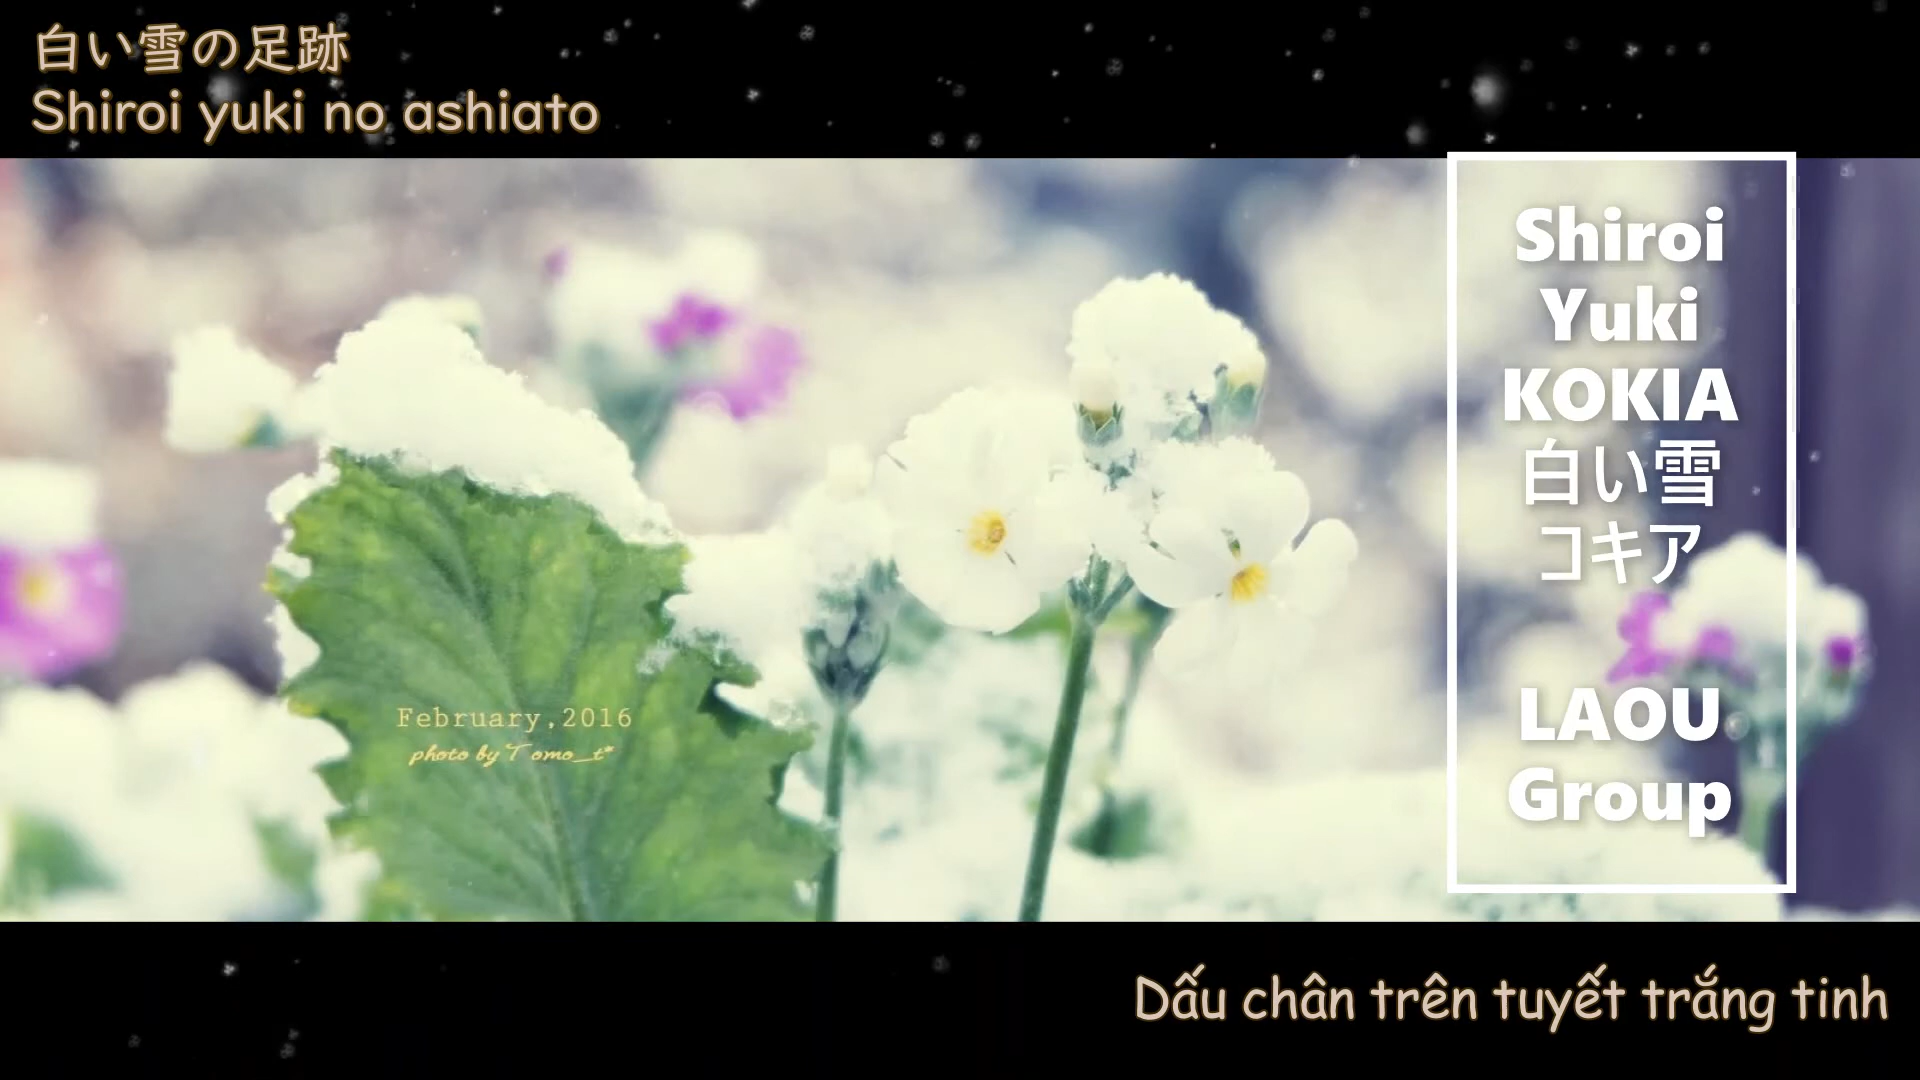 白い雪の足跡
Shiroi yuki no ashiato
Shiroi
Yuki
KOKIA
白い雪
コキア
LAOU
Group
February,2016
photo by Tomo_t*
Dấu chân trên tuyết trắng tinh